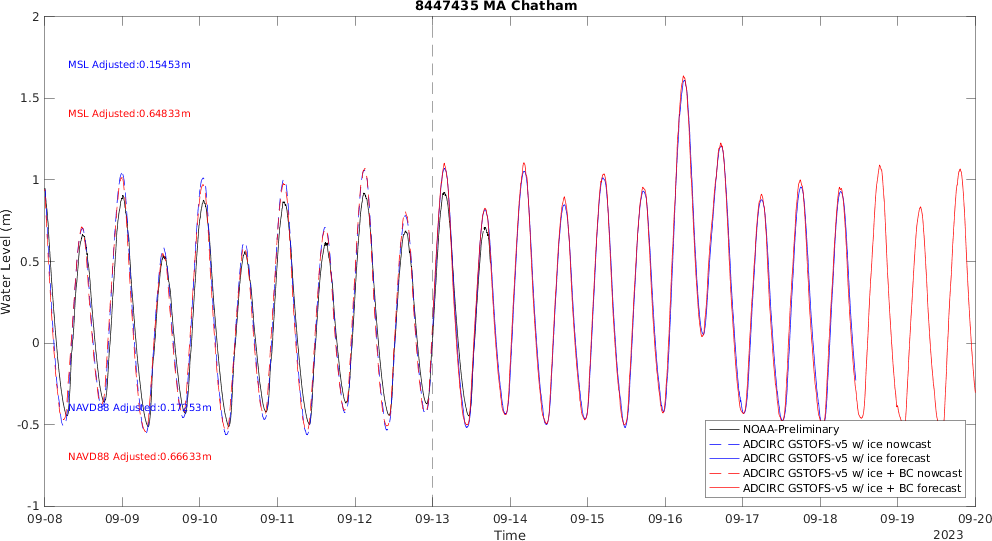 8447435 MA Chatham
2
1.5
1
0.5
0
-0.5
-1
Water Level (m)
MSL Adjusted:0.15453m
MSL Adjusted:0.64833m
NAVD88 Adjusted:0.17253m
NAVD88 Adjusted:0.66633m
NOAA-Preliminary
ADCIRC GSTOFS-v5 w/ ice nowcast
ADCIRC GSTOFS-v5 w/ ice forecast
ADCIRC GSTOFS-v5 w/ ice + BC nowcast
ADCIRC GSTOFS-v5 w/ ice + BC forecast
09-08 09-09 09-10 09-11 09-12 09-13 09-14 09-15 09-16 09-17 09-18 09-19 09-20
Time
2023